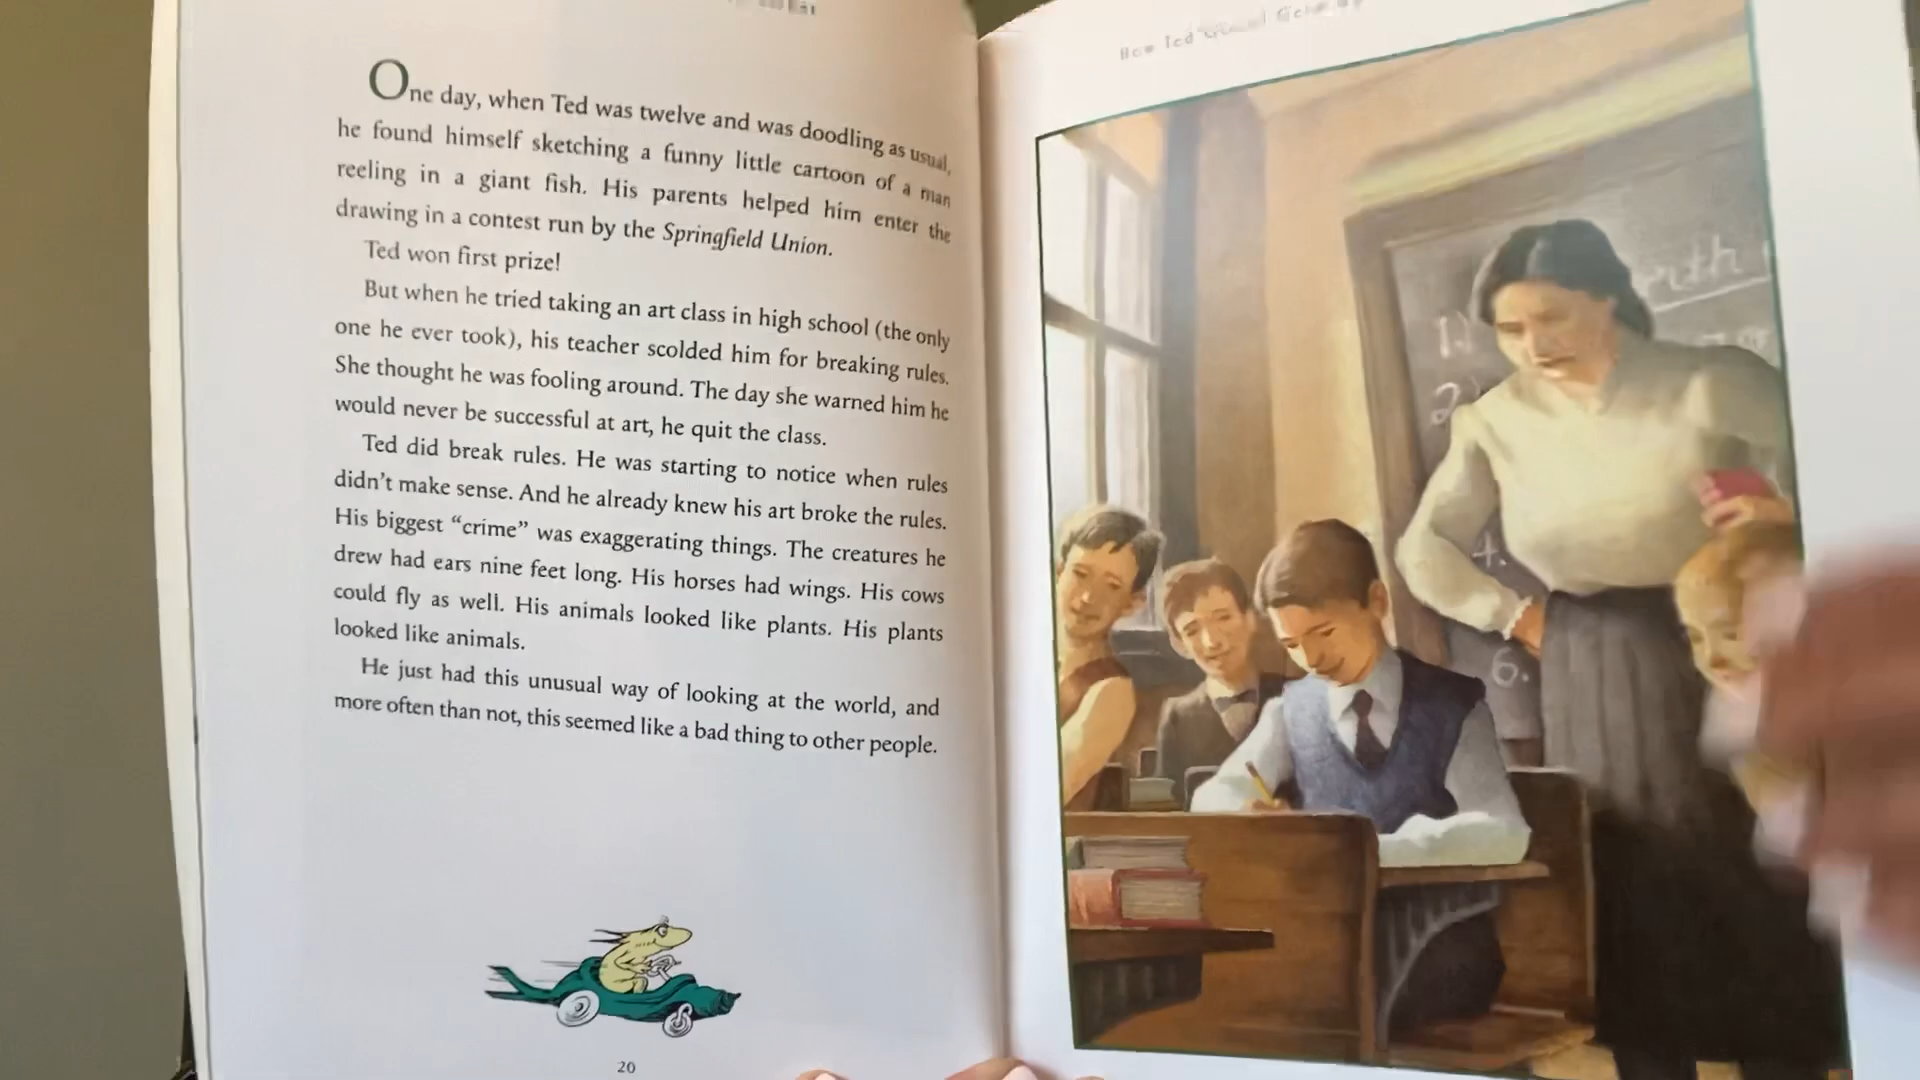 One day, when Ted was twelve and was doodling as usual,
he found himself sketching a funny little cartoon of a man
reeling in a giant fish. His parents helped him enter the
drawing in a contest run by the Springfield Union.
Ted won first prize!
But when he tried taking an art class in high school (the only
one he ever took), his teacher scolded him for breaking rules.
She thought he was fooling around. The day she warned him he
would never be successful at art, he quit the class.
Ted did break rules. He was starting to notice when rules
didn't make sense. And he already knew his art broke the rules.
His biggest “crime” was exaggerating things. The creatures he
drew had ears nine feet long. His horses had wings. His cows
could fly as well. His animals looked like plants. His plants
looked like animals.
He just had this unusual way of looking at the world, and
more often than not, this seemed like a bad thing to other people.
20
How Ted
1.)
2.
4.
6.